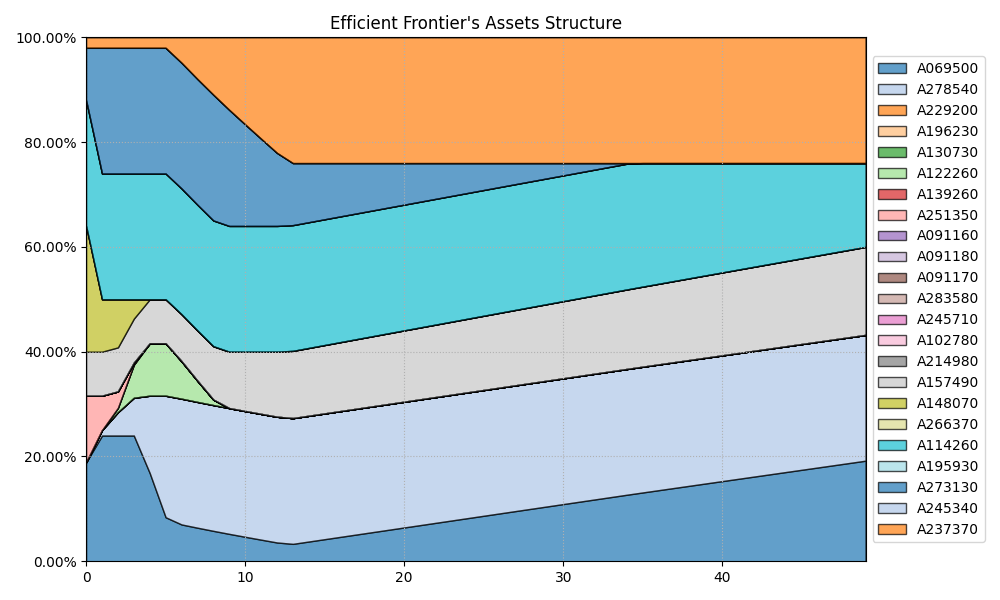 Efficient Frontier's Assets Structure
100.00%
80.00%
60.00%
40.00%
20.00%
0.00%
0
10
20
30
40
A069500
A278540
A229200
A196230
A130730
A122260
A139260
A251350
A091160
A091180
A091170
A283580
A245710
A102780
A214980
A157490
A148070
A266370
A114260
A195930
A273130
A245340
A237370